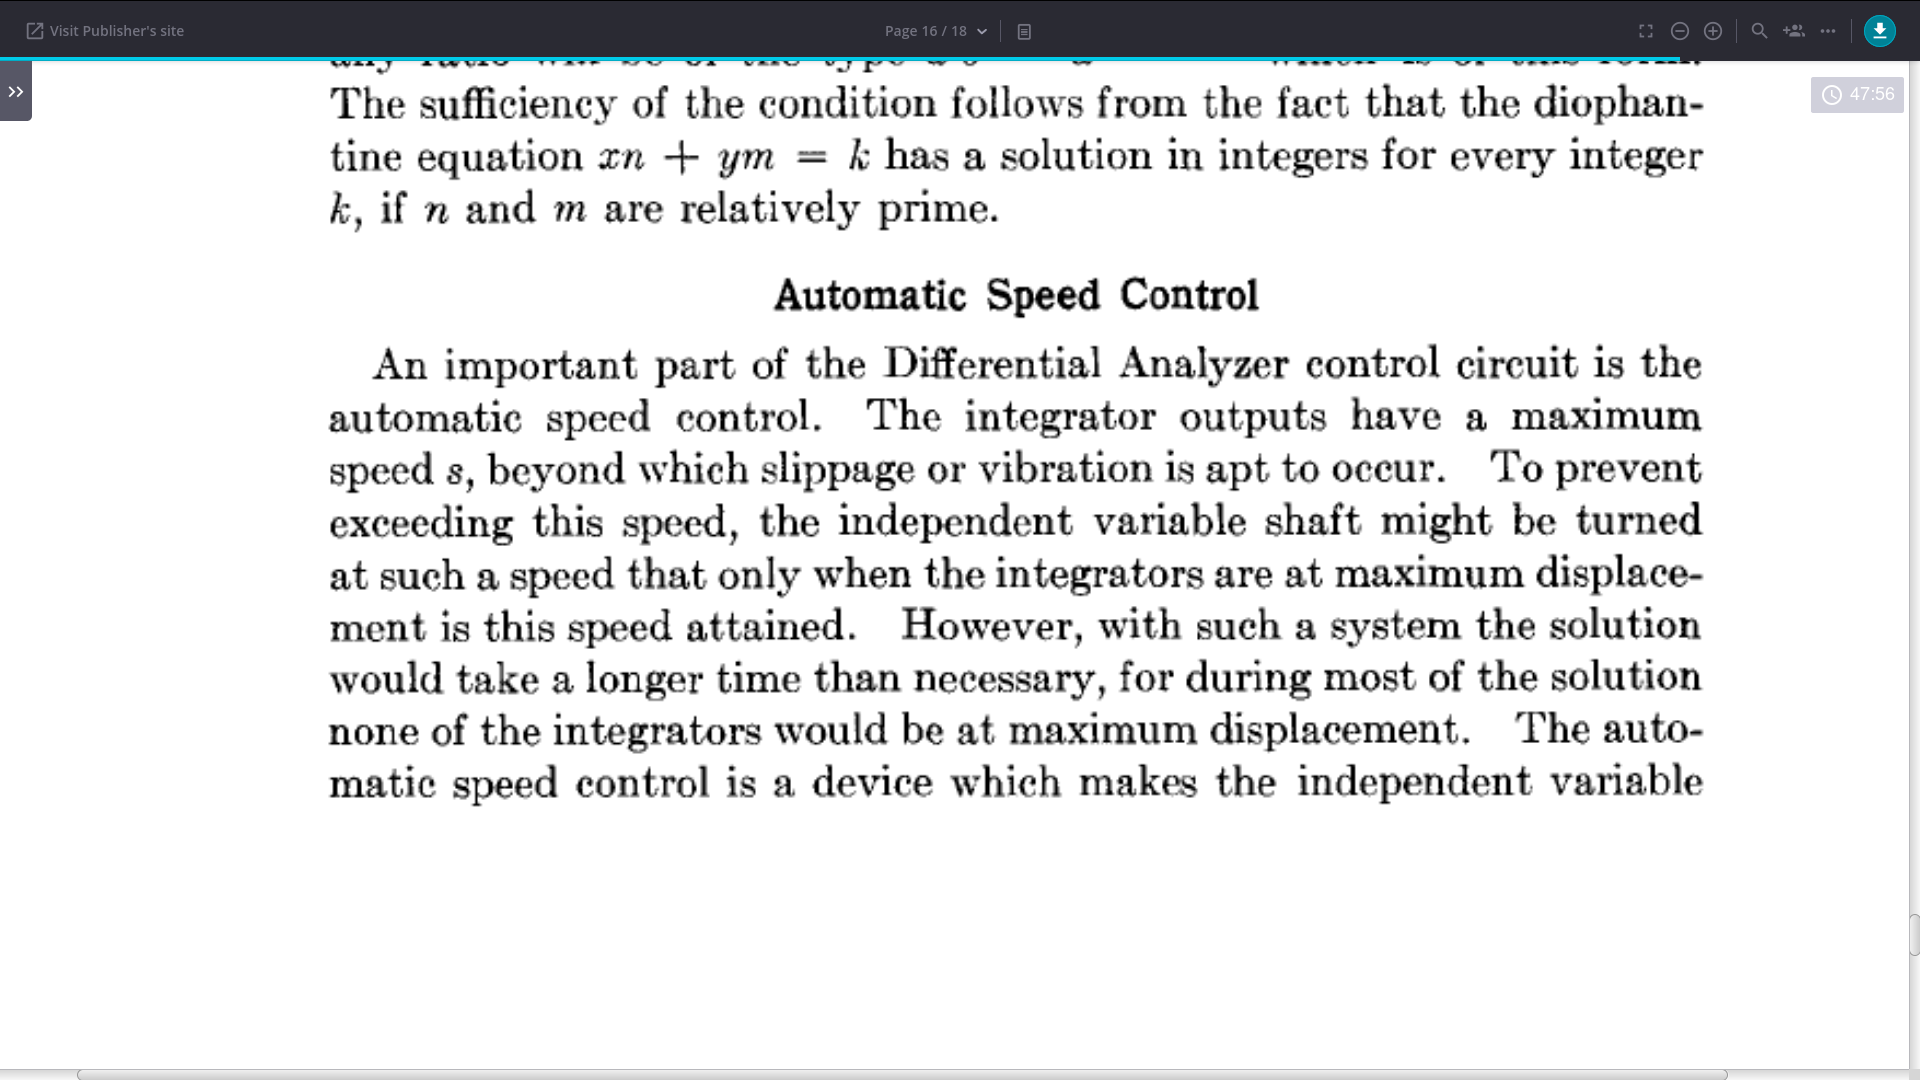 Visit Publisher's site
Page 16 / 18
47:56
The sufficiency of the condition follows from the fact that the diophan-
tine equation xn + ym = k has a solution in integers for every integer
k, if n and m are relatively prime.
Automatic Speed Control
An important part of the Differential Analyzer control circuit is the
automatic speed control. The integrator outputs have a maximum
speed s, beyond which slippage or vibration is apt to occur. To prevent
exceeding this speed, the independent variable shaft might be turned
at such a speed that only when the integrators are at maximum displace-
ment is this speed attained. However, with such a system the solution
would take a longer time than necessary, for during most of the solution
none of the integrators would be at maximum displacement. The auto-
matic speed control is a device which makes the independent variable